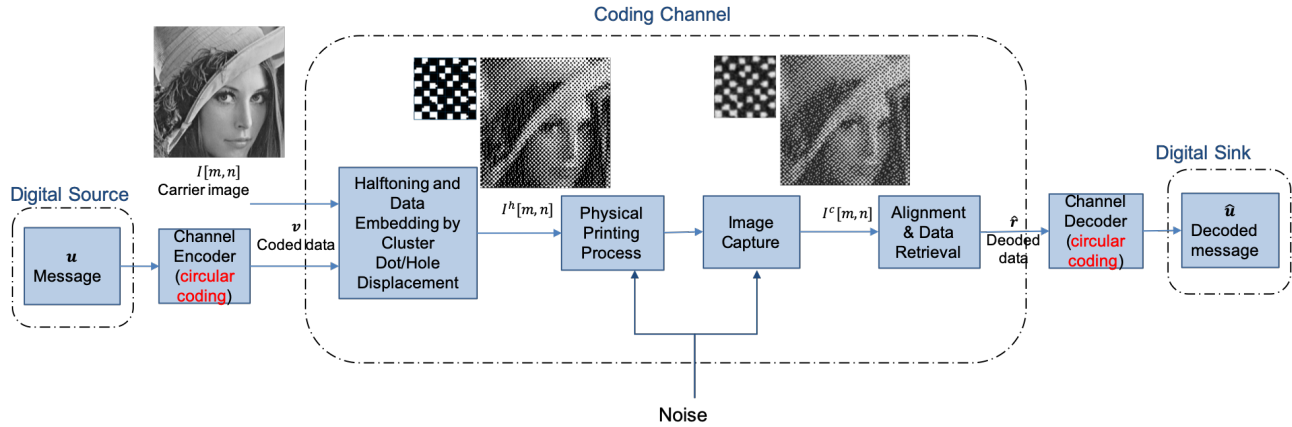 Coding Channel
I[m, n]
Carrier image
Digital Source
u
Message
Channel
Encoder
(circular
coding)
v
Coded data
Halftoning and
Data
Embedding by
Cluster
Dot/Hole
Displacement
I^h[m, n]
Physical
Printing
Process
Image
Capture
I^c[m, n]
Alignment
& Data
Retrieval
r̂
Deoded
data
Channel
Decoder
(circular
coding)
Digital Sink
û
Decoded
message
Noise